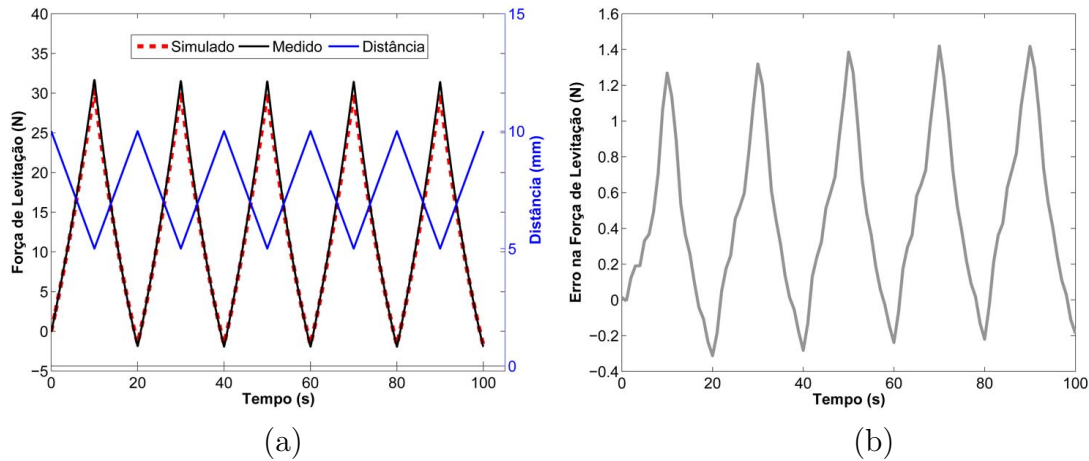 40
35
30
25
20
15
10
5
0
−5
0 20 40 60 80 100
Tempo (s)
Força de Levitação (N)
Simulado Medido Distância
15
10
5
0
Distância (mm)
(a)
1.6
1.4
1.2
1
0.8
0.6
0.4
0.2
0
−0.2
−0.4
0 20 40 60 80 100
Tempo (s)
Erro na Força de Levitação (N)
(b)